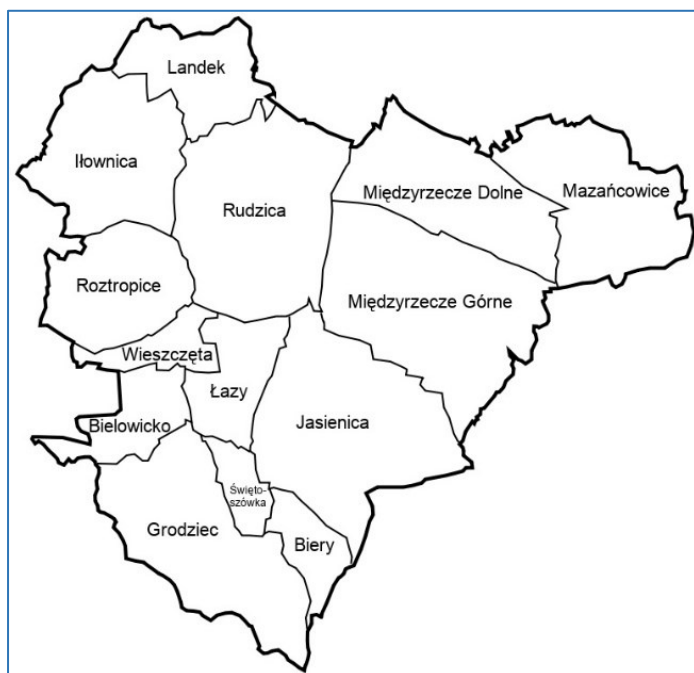 Landek
Iłownica
Rudzica
Międzyrzecze Dolne
Mazańcowice
Roztropice
Międzyrzecze Górne
Wieszczęta
Łazy
Bielowicko
Jasienica
Święto-
szówka
Grodziec
Biery